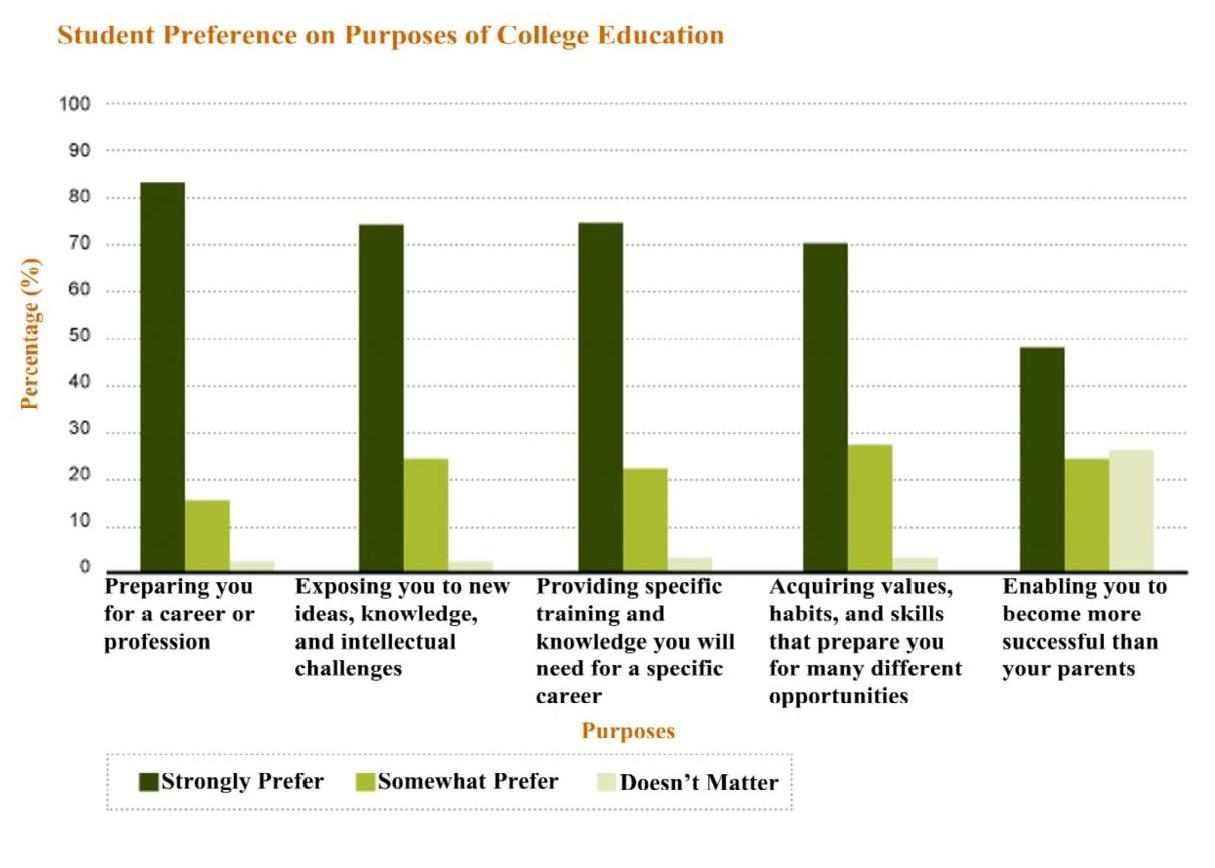 Student Preference on Purposes of College Education
100
90
80
70
60
50
40
30
20
10
0
Percentage (%)
Preparing you
for a career or
profession
Exposing you to new
ideas, knowledge,
and intellectual
challenges
Providing specific
training and
knowledge you will
need for a specific
career
Acquiring values,
habits, and skills
that prepare you
for many different
opportunities
Enabling you to
become more
successful than
your parents
Purposes
Strongly Prefer
Somewhat Prefer
Doesn't Matter